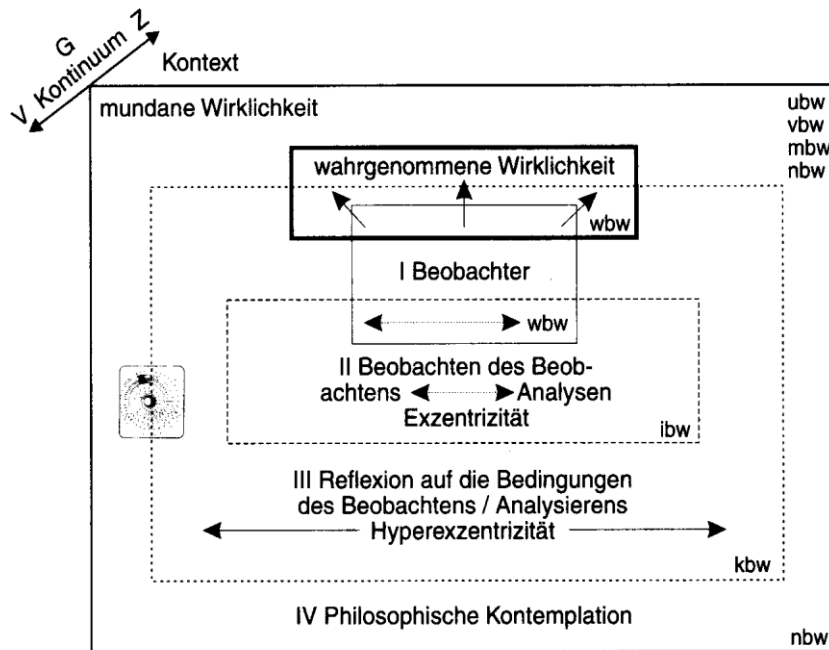 G
V Kontinuum Z
Kontext
mundane Wirklichkeit
ubw
vbw
mbw
nbw
wahrgenommene Wirklichkeit
wbw
I Beobachter
wbw
II Beobachten des Beob-
achtens Analysen
Exzentrizität
ibw
III Reflexion auf die Bedingungen
des Beobachtens / Analysierens
Hyperexzentrizität
kbw
IV Philosophische Kontemplation
nbw